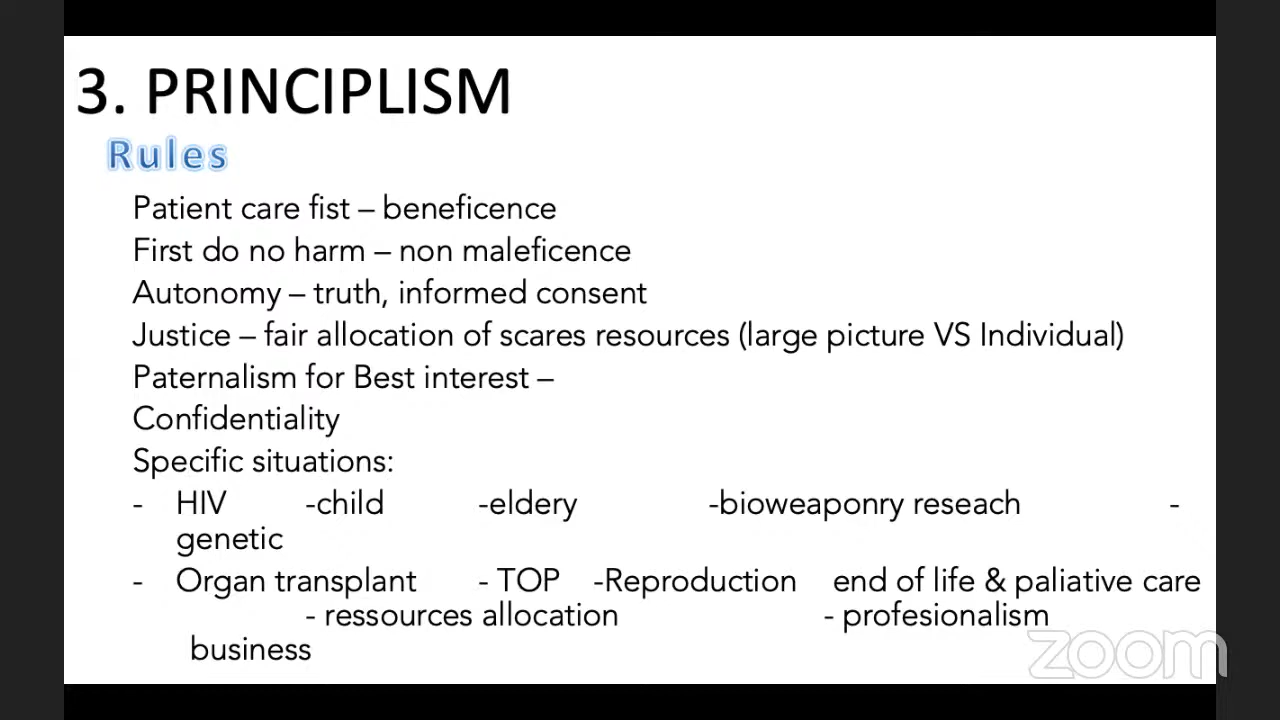 3. PRINCIPLISM
Rules
Patient care fist – beneficence
First do no harm – non maleficence
Autonomy – truth, informed consent
Justice – fair allocation of scares resources (large picture VS Individual)
Paternalism for Best interest –
Confidentiality
Specific situations:
- HIV -child -eldery -bioweaponry reseach -
genetic
- Organ transplant - TOP -Reproduction end of life & paliative care
- ressources allocation - profesionalism
business
zoom